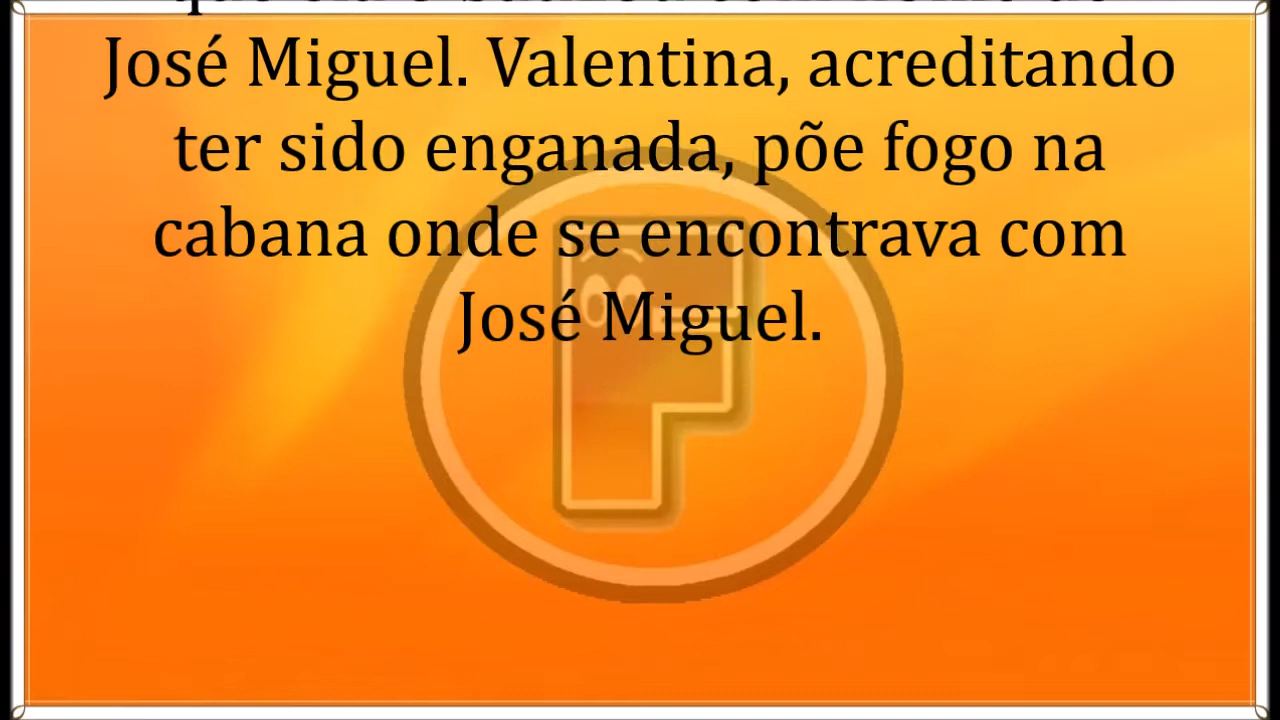 José Miguel. Valentina, acreditando
ter sido enganada, põe fogo na
cabana onde se encontrava com
José Miguel.